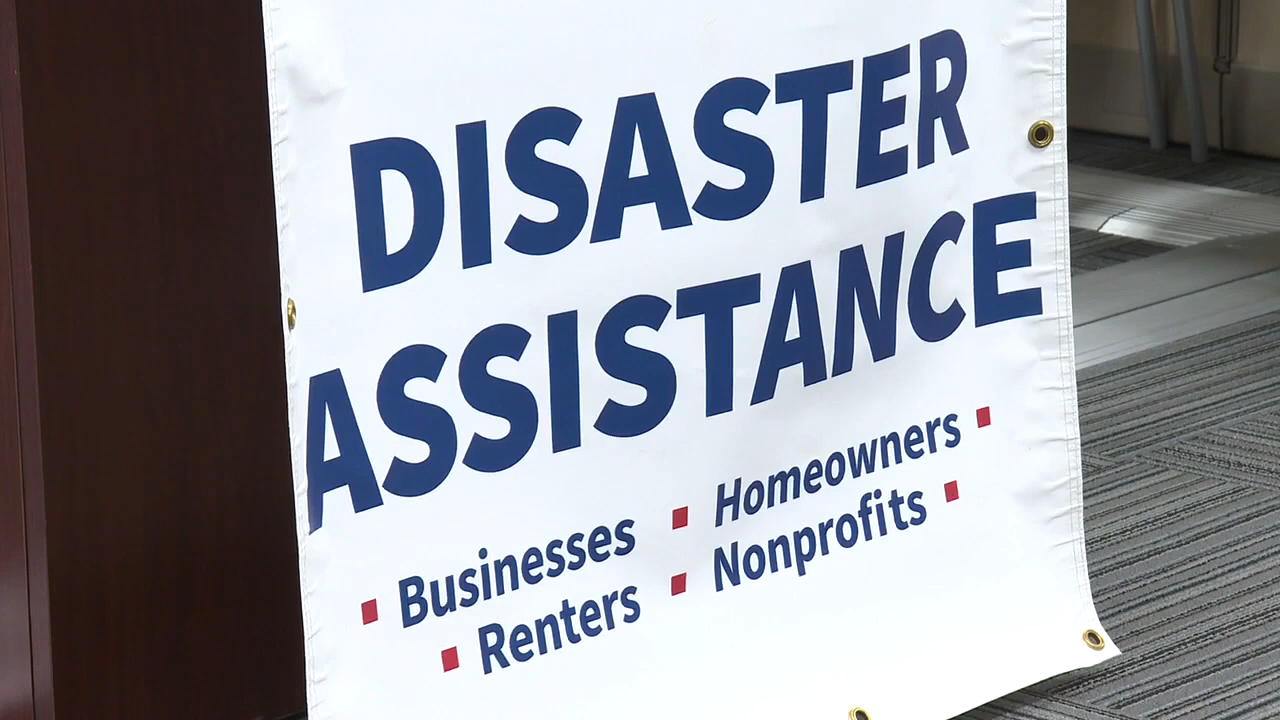 DISASTER
ASSISTANCE
▪ Businesses ▪ Homeowners ▪
▪ Renters ▪ Nonprofits ▪